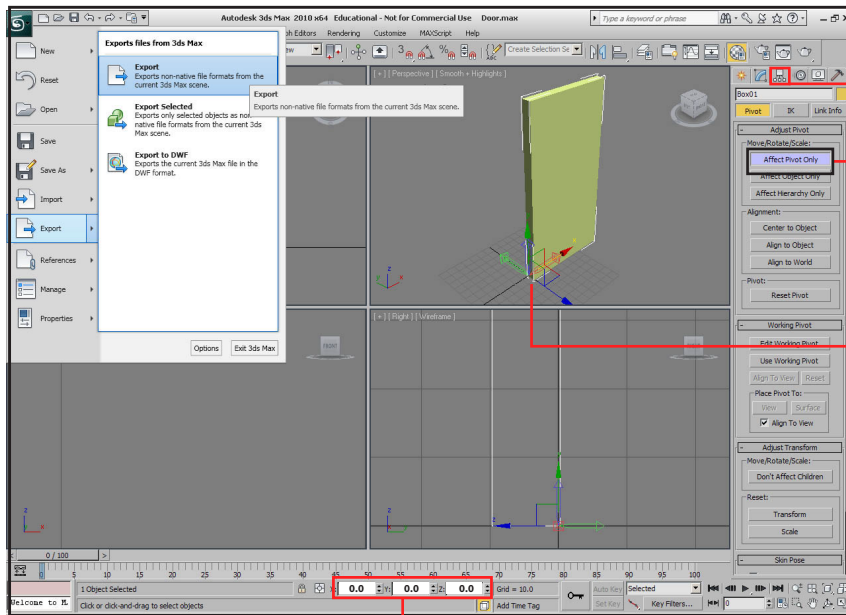 Autodesk 3ds Max 2010 x64 Educational - Not for Commercial Use Door.max
Type a keyword or phrase
ph Editors Rendering Customize MAXScript Help
Create Selection Se
New
Reset
Open
Save
Save As
Import
Export
References
Manage
Properties
Exports files from 3ds Max
Export
Exports non-native file formats from the
current 3ds Max scene.
Export Selected
Exports only selected objects as non-
native file formats from the current 3ds
Max scene.
Export to DWF
Exports the current 3ds Max file in the
DWF format.
Options Exit 3ds Max
Export
Exports non-native file formats from the current 3ds Max scene.
[ + ] [ Perspective ] [ Smooth + Highlights ]
[ + ] [ Right ] [ Wireframe ]
FRONT
Box01
Pivot IK Link Info
- Adjust Pivot
Move/Rotate/Scale:
Affect Pivot Only
Affect Object Only
Affect Hierarchy Only
Alignment:
Center to Object
Align to Object
Align to World
Pivot:
Reset Pivot
- Working Pivot
Edit Working Pivot
Use Working Pivot
Align To View Reset
Place Pivot To:
View Surface
Align To View
- Adjust Transform
Move/Rotate/Scale:
Don't Affect Children
Reset:
Transform
Scale
- Skin Pose
0 / 100
5 10 15 20 25 30 35 40 45 50 55 60 65 70 75 80 85 90 95 100
1 Object Selected
0.0 Y: 0.0 Z: 0.0
Grid = 10.0
Auto Key Selected
Welcome to M
Click or click-and-drag to select objects
Add Time Tag
Set Key Key Filters...
0